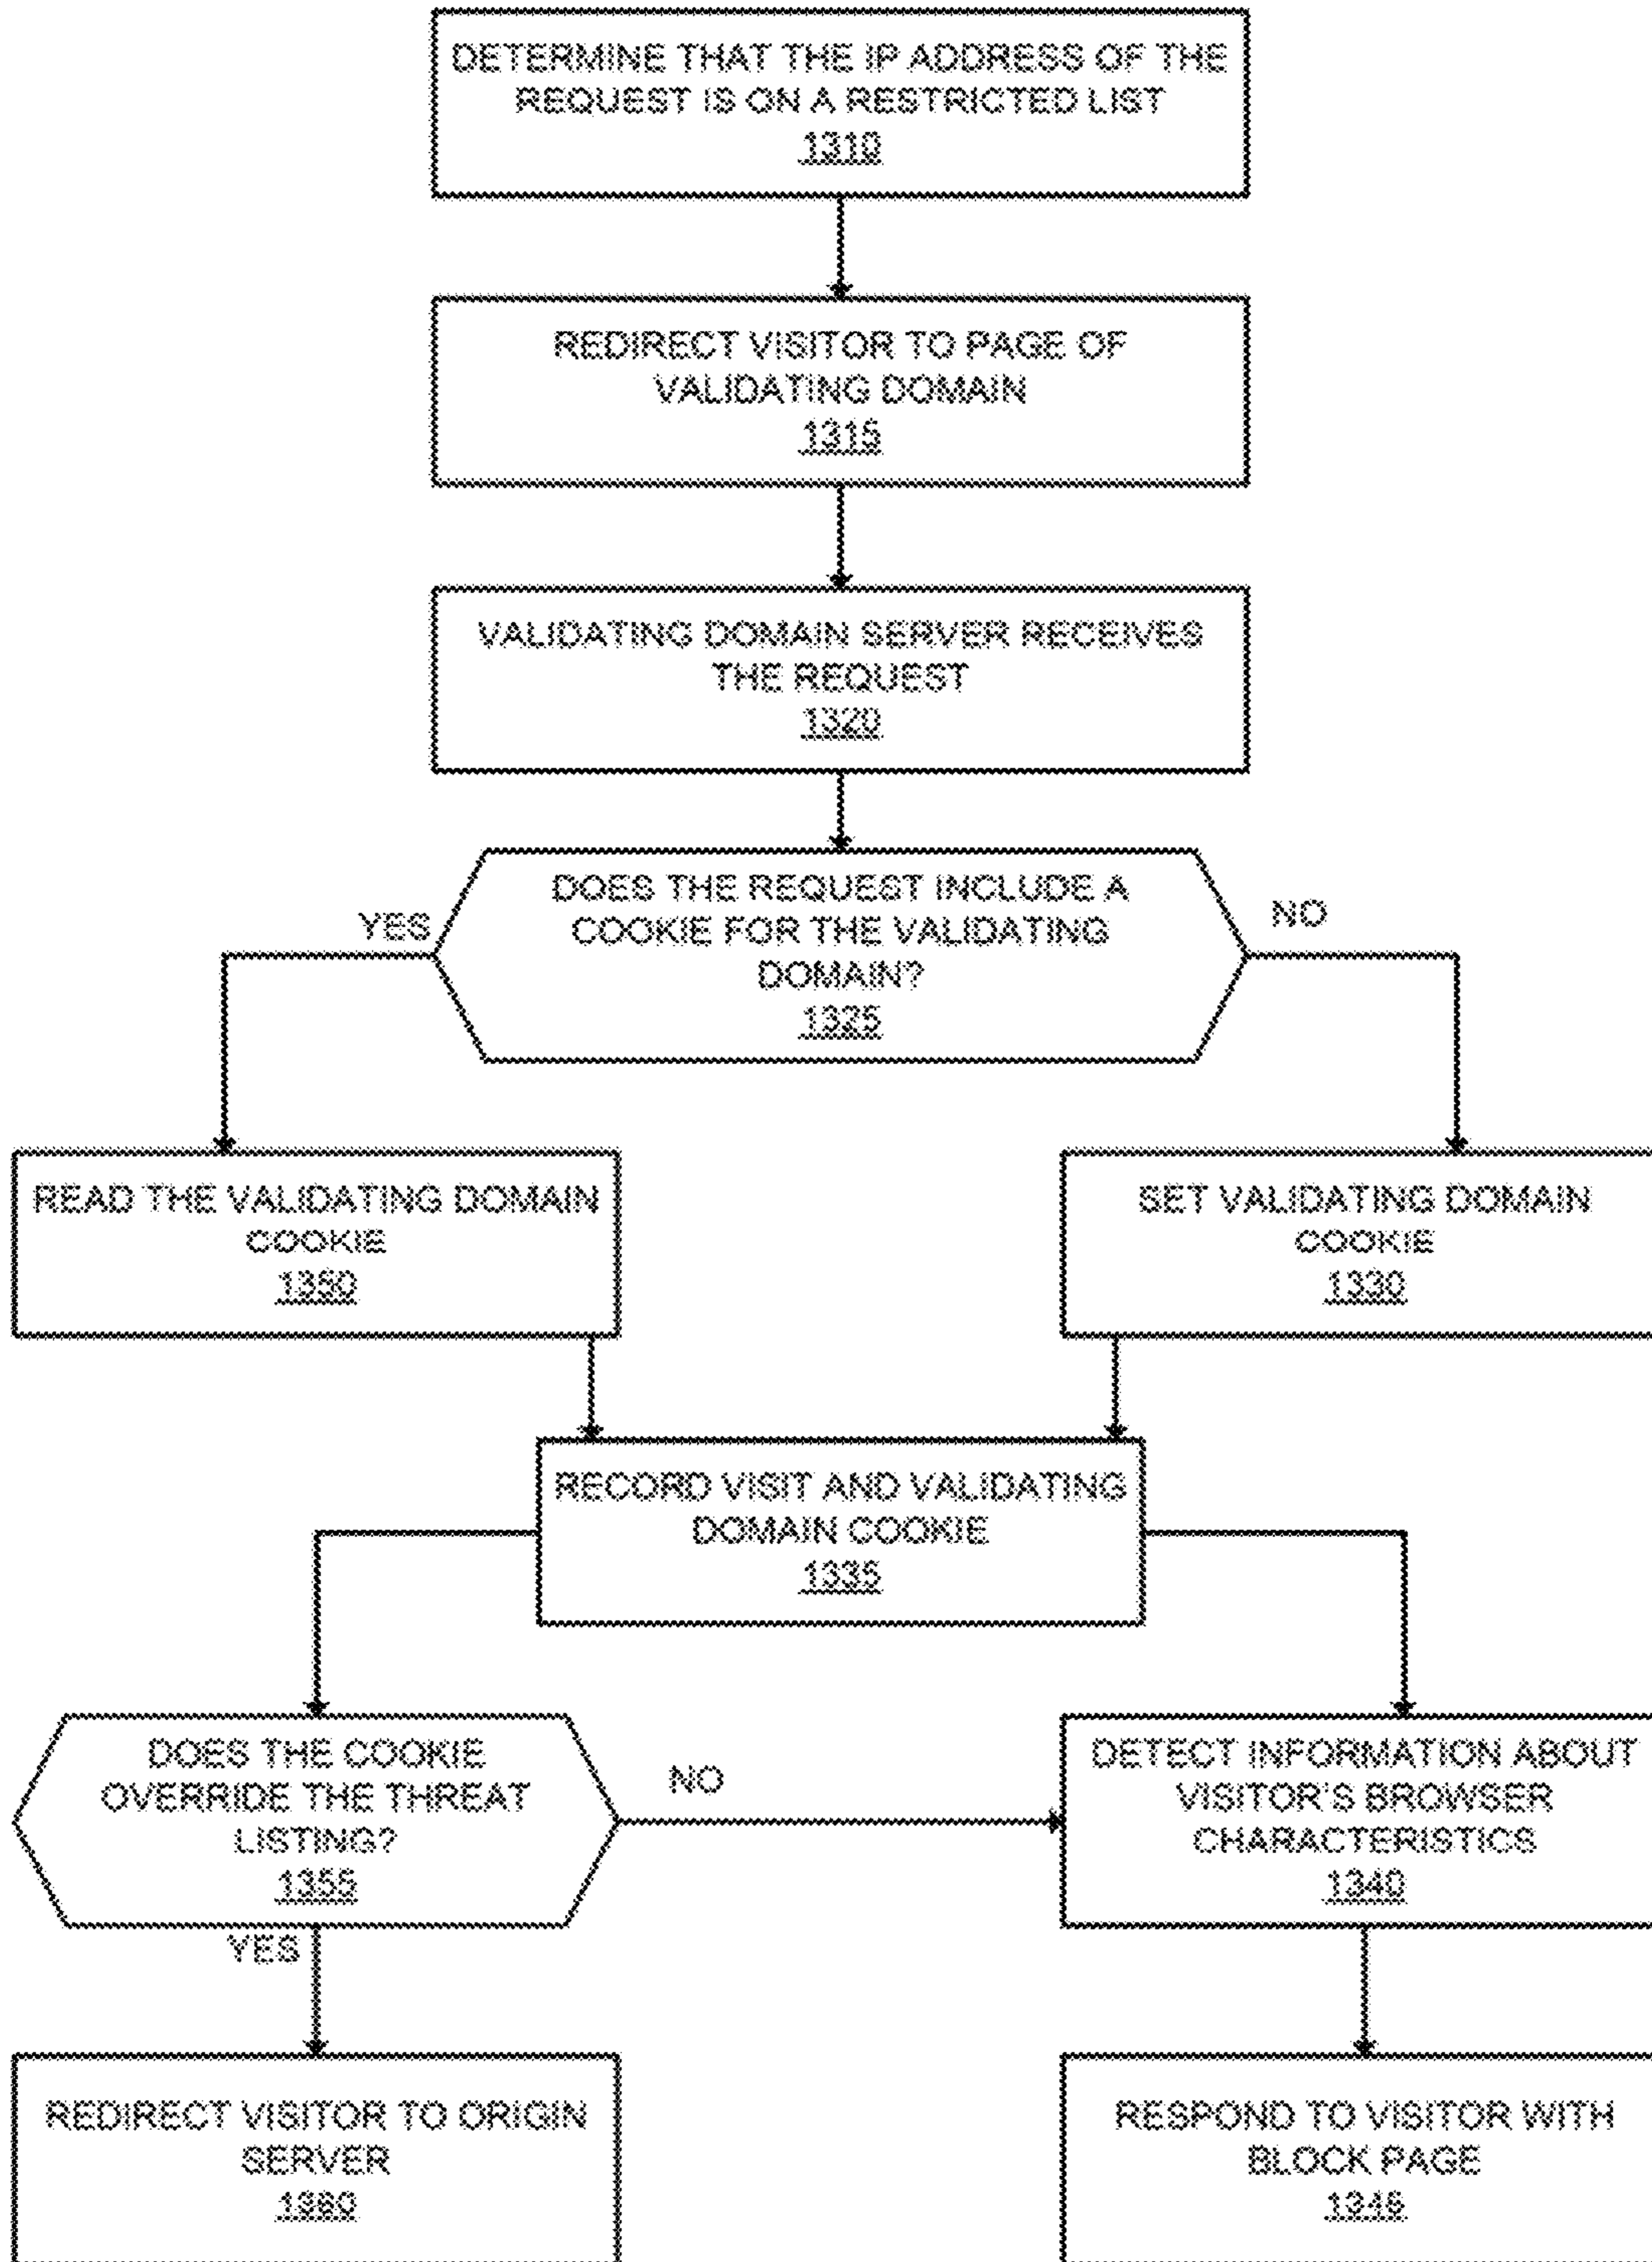 DETERMINE THAT THE IP ADDRESS OF THE
REQUEST IS ON A RESTRICTED LIST
1310
REDIRECT VISITOR TO PAGE OF
VALIDATING DOMAIN
1315
VALIDATING DOMAIN SERVER RECEIVES
THE REQUEST
1320
DOES THE REQUEST INCLUDE A
COOKIE FOR THE VALIDATING
DOMAIN?
1325
YES
NO
READ THE VALIDATING DOMAIN
COOKIE
1350
SET VALIDATING DOMAIN
COOKIE
1330
RECORD VISIT AND VALIDATING
DOMAIN COOKIE
1335
DOES THE COOKIE
OVERRIDE THE THREAT
LISTING?
1355
NO
YES
DETECT INFORMATION ABOUT
VISITOR'S BROWSER
CHARACTERISTICS
1340
REDIRECT VISITOR TO ORIGIN
SERVER
1360
RESPOND TO VISITOR WITH
BLOCK PAGE
1345